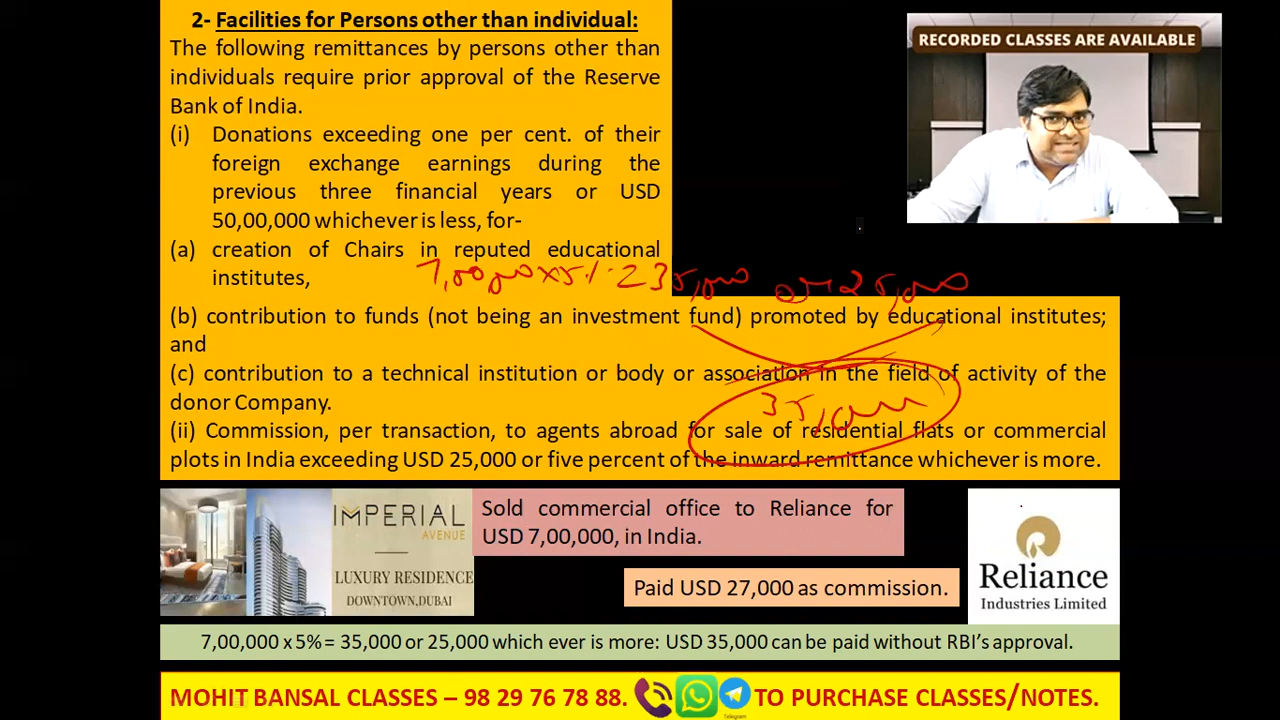 2- Facilities for Persons other than individual:
The following remittances by persons other than
individuals require prior approval of the Reserve
Bank of India.
(i) Donations exceeding one per cent. of their
foreign exchange earnings during the
previous three financial years or USD
50,00,000 whichever is less, for-
(a) creation of Chairs in reputed educational
institutes,
7,00,000 x 5% = 35,000 or 25,000
(b) contribution to funds (not being an investment fund) promoted by educational institutes;
and
(c) contribution to a technical institution or body or association in the field of activity of the
donor Company.
35,000
(ii) Commission, per transaction, to agents abroad for sale of residential flats or commercial
plots in India exceeding USD 25,000 or five percent of the inward remittance whichever is more.
RECORDED CLASSES ARE AVAILABLE
IMPERIAL
AVENUE
LUXURY RESIDENCE
DOWNTOWN,DUBAI
Sold commercial office to Reliance for
USD 7,00,000, in India.
Paid USD 27,000 as commission.
Reliance
Industries Limited
7,00,000 x 5% = 35,000 or 25,000 which ever is more: USD 35,000 can be paid without RBI's approval.
MOHIT BANSAL CLASSES – 98 29 76 78 88. TO PURCHASE CLASSES/NOTES.
Telegram